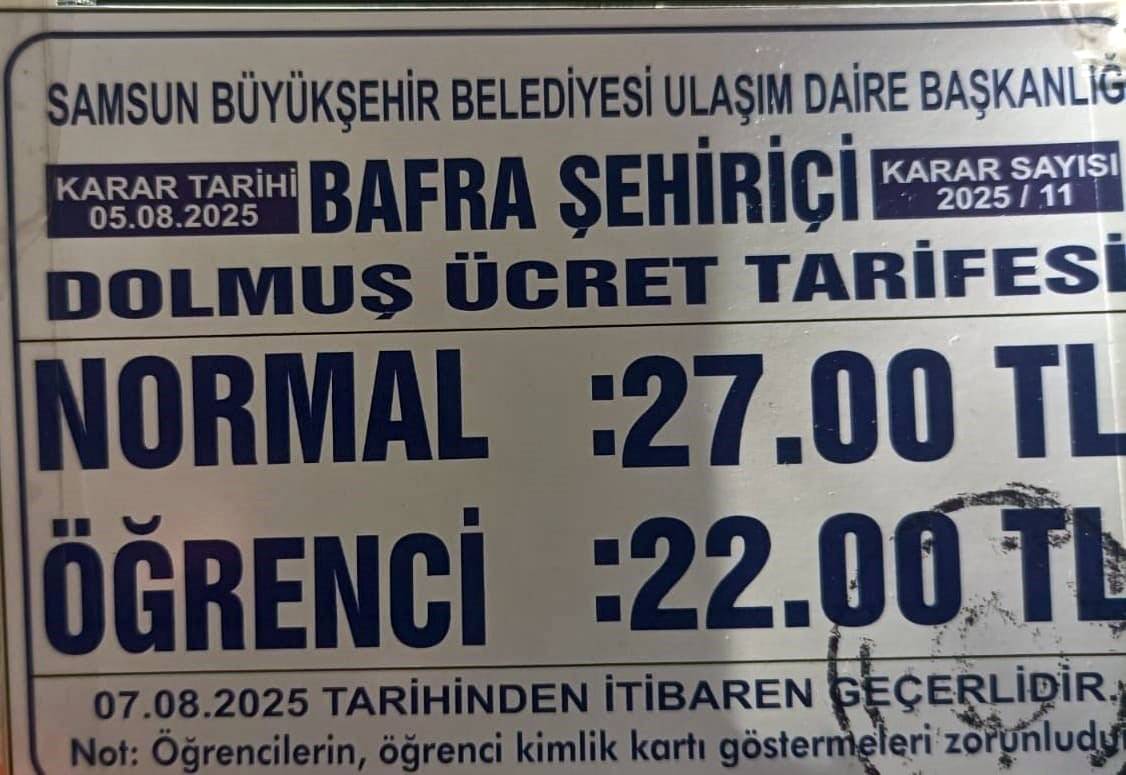 SAMSUN BÜYÜKŞEHİR BELEDİYESİ ULAŞIM DAİRE BAŞKANLIĞ
KARAR TARİHİ
05.08.2025
BAFRA ŞEHİRİÇİ
KARAR SAYISI
2025 / 11
DOLMUŞ ÜCRET TARİFESİ
NORMAL :27.00 TL
ÖĞRENCİ :22.00 TL
07.08.2025 TARİHİNDEN İTİBAREN GEÇERLİDİR.
Not: Öğrencilerin, öğrenci kimlik kartı göstermeleri zorunludu